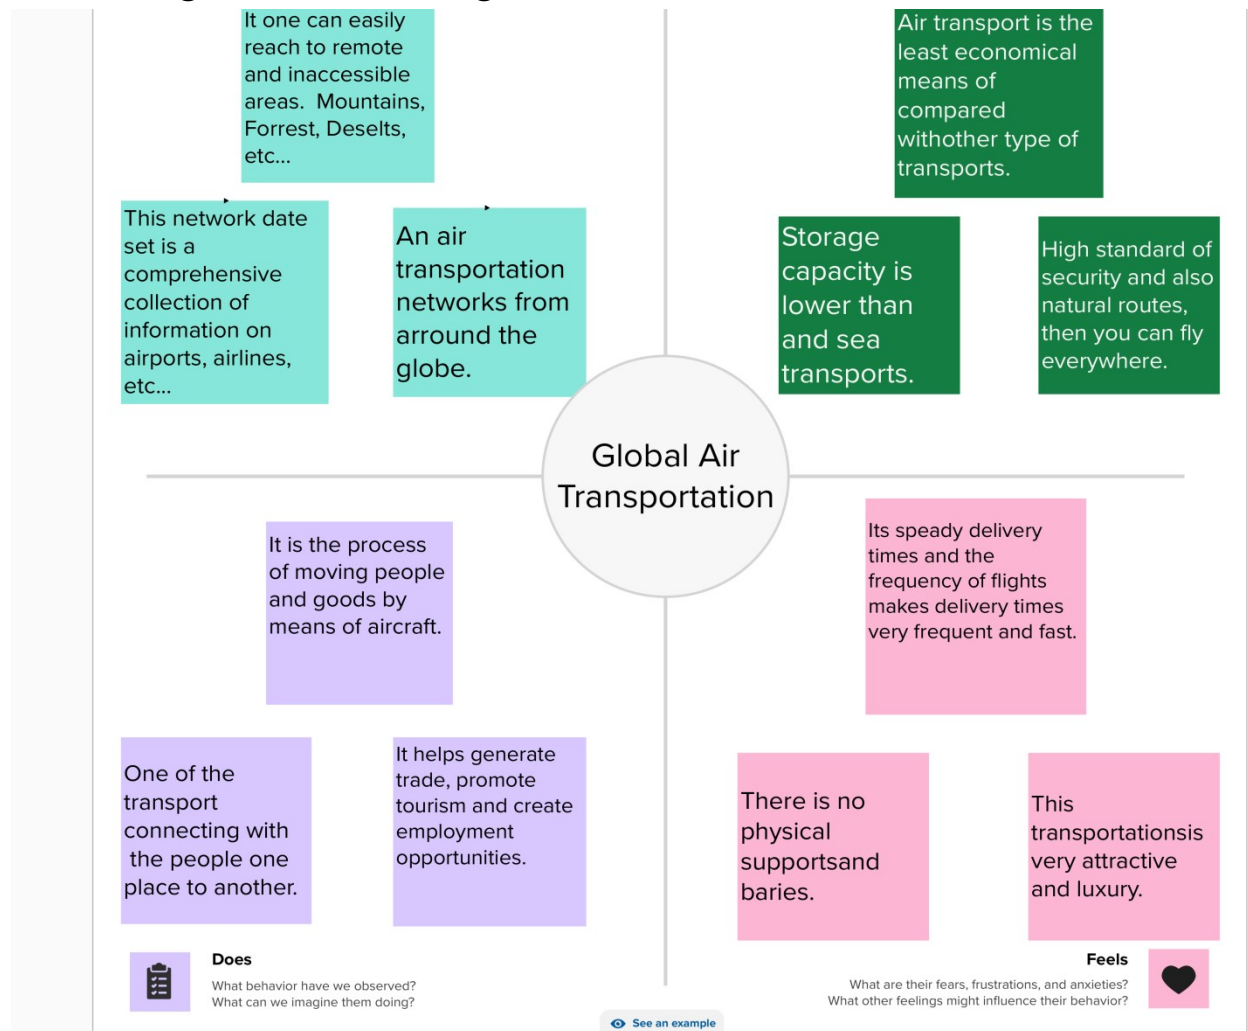 It one can easily
reach to remote
and inaccessible
areas.  Mountains,
Forrest, Deselts,
etc...
This network date
set is a
comprehensive
collection of
information on
airports, airlines,
etc...
An air
transportation
networks from
arround the
globe.
Air transport is the
least economical
means of
compared
withother type of
transports.
Storage
capacity is
lower than
and sea
transports.
High standard of
security and also
natural routes,
then you can fly
everywhere.
Global Air
Transportation
It is the process
of moving people
and goods by
means of aircraft.
One of the
transport
connecting with
the people one
place to another.
It helps generate
trade, promote
tourism and create
employment
opportunities.
Its speady delivery
times and the
frequency of flights
makes delivery times
very frequent and fast.
There is no
physical
supportsand
baries.
This
transportationsis
very attractive
and luxury.
Does
What behavior have we observed?
What can we imagine them doing?
Feels
What are their fears, frustrations, and anxieties?
What other feelings might influence their behavior?
See an example